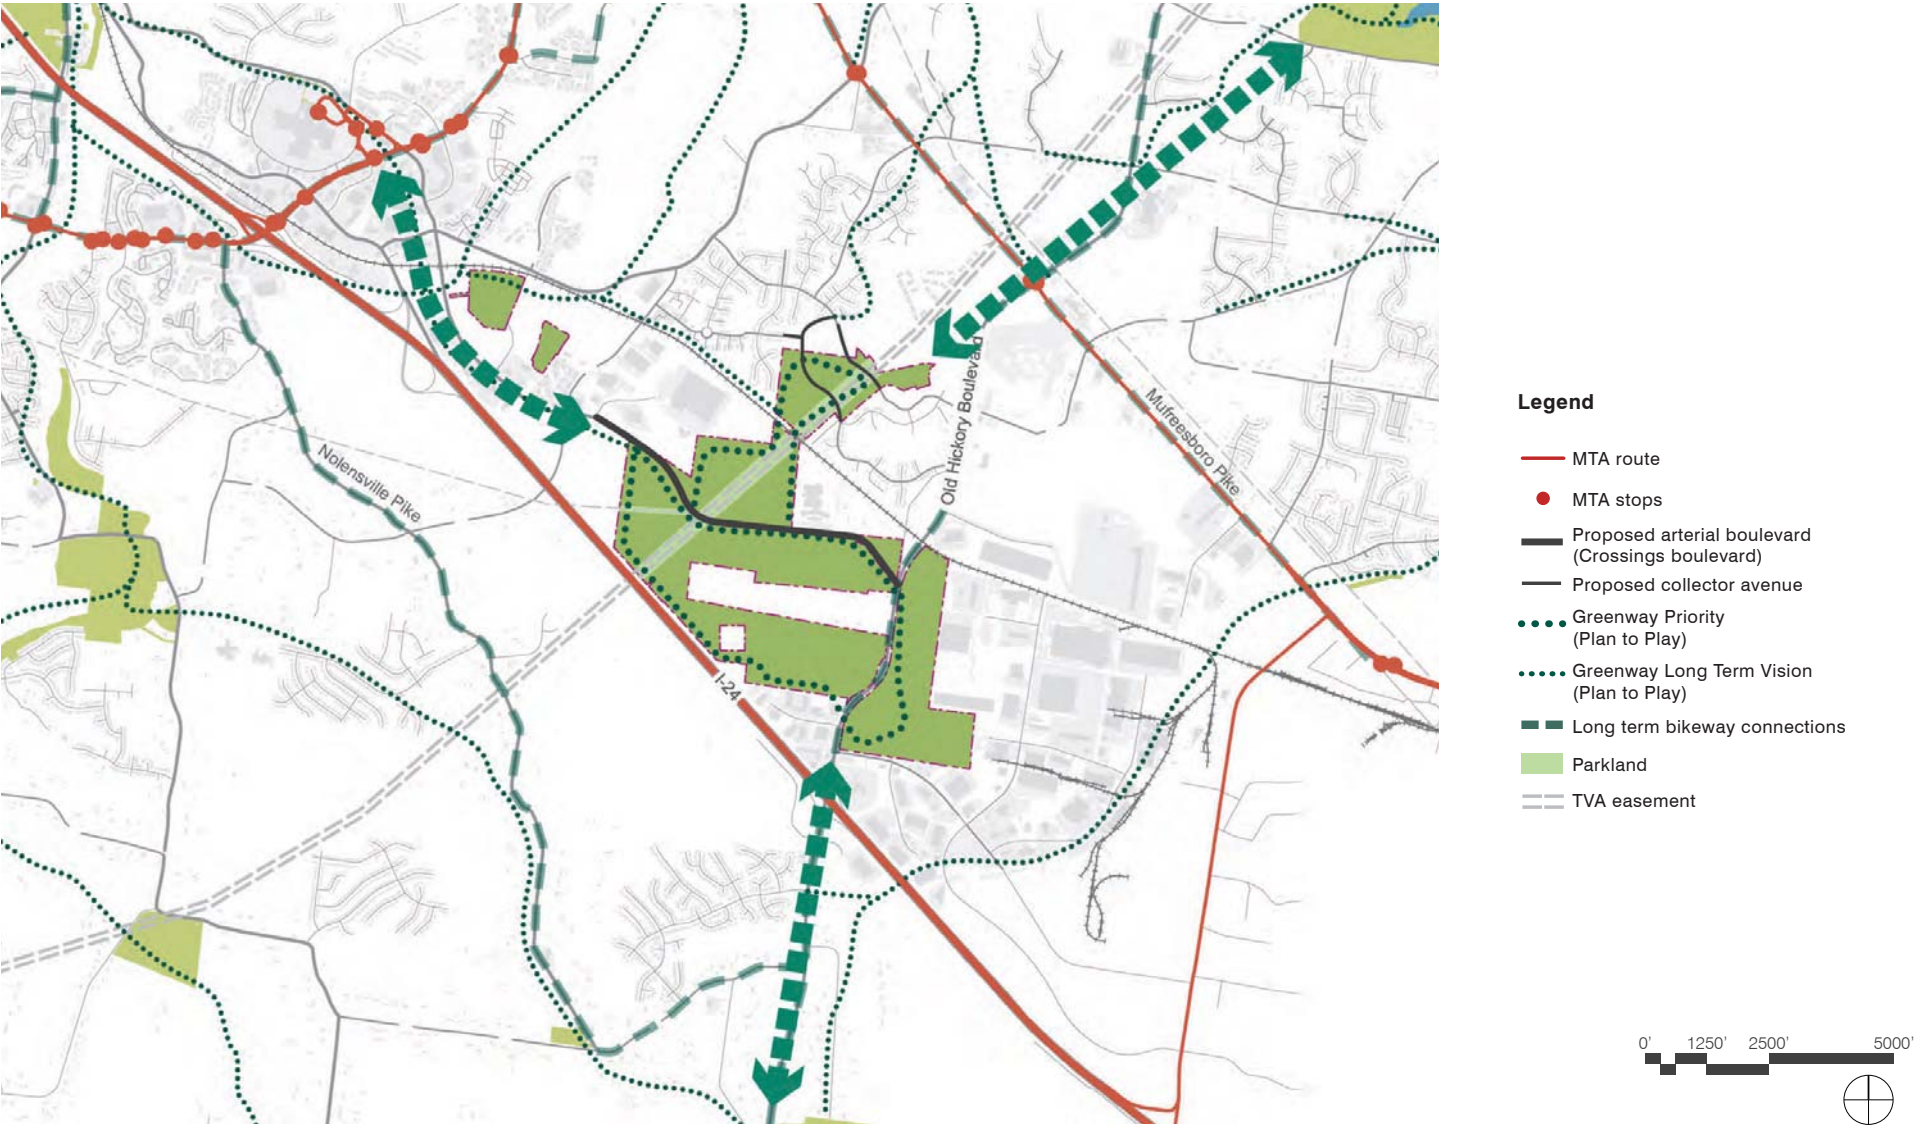 Nolensville Pike
Old Hickory Boulevard
Mufreesboro Pike
I-24
Legend
MTA route
MTA stops
Proposed arterial boulevard
(Crossings boulevard)
Proposed collector avenue
Greenway Priority
(Plan to Play)
Greenway Long Term Vision
(Plan to Play)
Long term bikeway connections
Parkland
TVA easement
0' 1250' 2500' 5000'